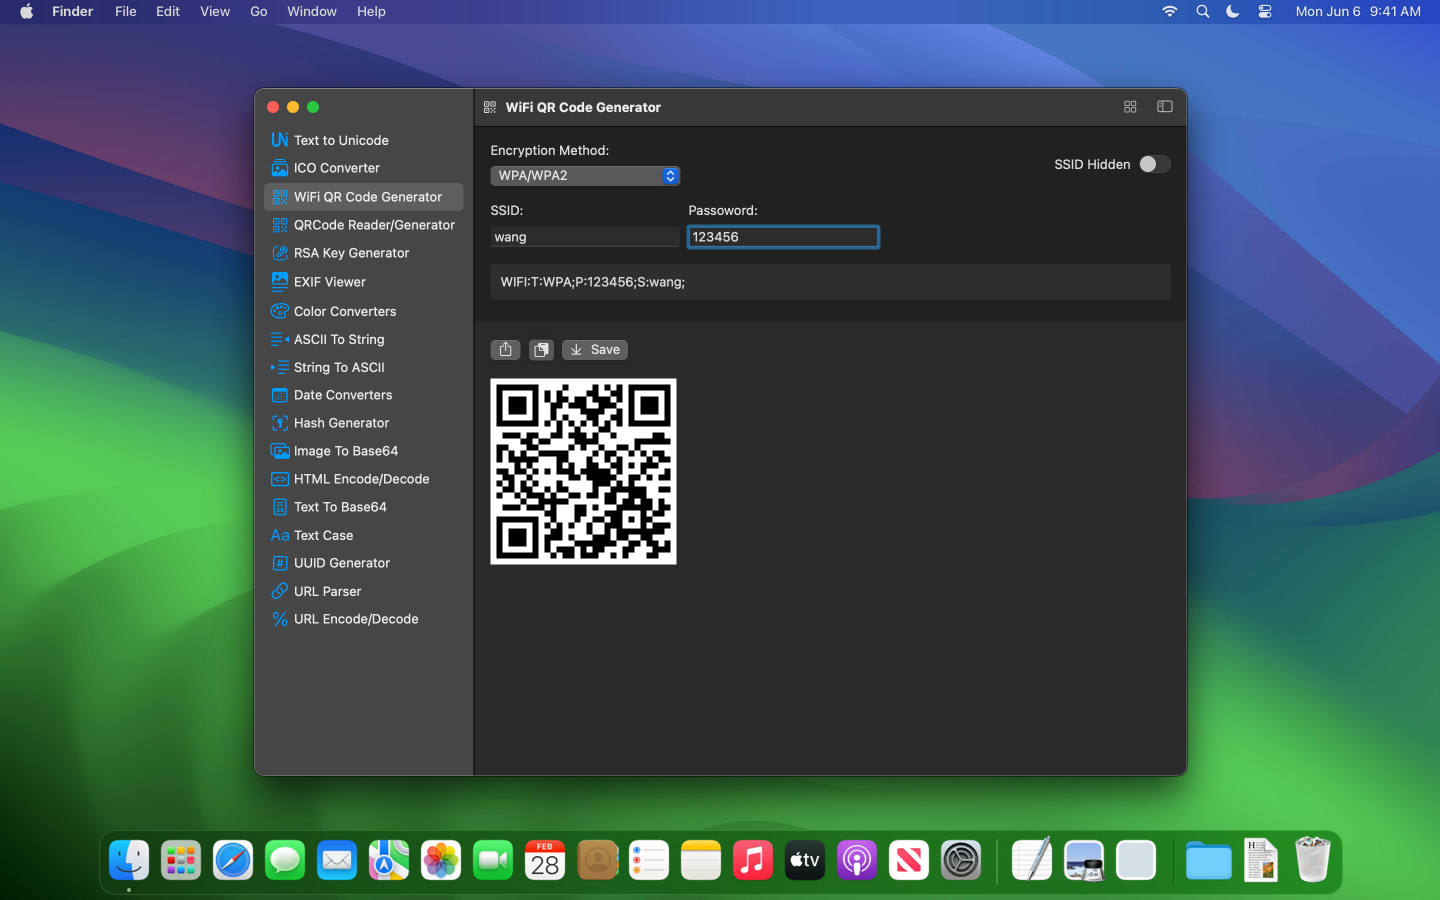 Finder File Edit View Go Window Help Mon Jun 6 9:41 AM
WiFi QR Code Generator
Text to Unicode
ICO Converter
WiFi QR Code Generator
QRCode Reader/Generator
RSA Key Generator
EXIF Viewer
Color Converters
ASCII To String
String To ASCII
Date Converters
Hash Generator
Image To Base64
HTML Encode/Decode
Text To Base64
Aa Text Case
UUID Generator
URL Parser
% URL Encode/Decode
Encryption Method:
SSID Hidden
WPA/WPA2
SSID: Passoword:
wang 123456
WIFI:T:WPA;P:123456;S:wang;
Save
FEB
28
tv